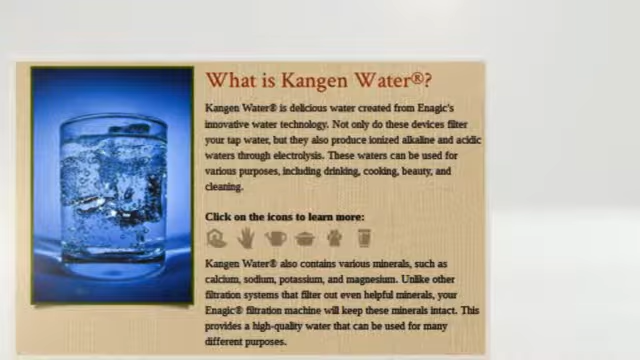 What is Kangen Water®?
Kangen Water® is delicious water created from Enagic's
innovative water technology. Not only do these devices filter
your tap water, but they also produce ionized alkaline and acidic
waters through electrolysis. These waters can be used for
various purposes, including drinking, cooking, beauty, and
cleaning.
Click on the icons to learn more:
Kangen Water® also contains various minerals, such as
calcium, sodium, potassium, and magnesium. Unlike other
filtration systems that filter out even helpful minerals, your
Enagic® filtration machine will keep these minerals intact. This
provides a high-quality water that can be used for many
different purposes.